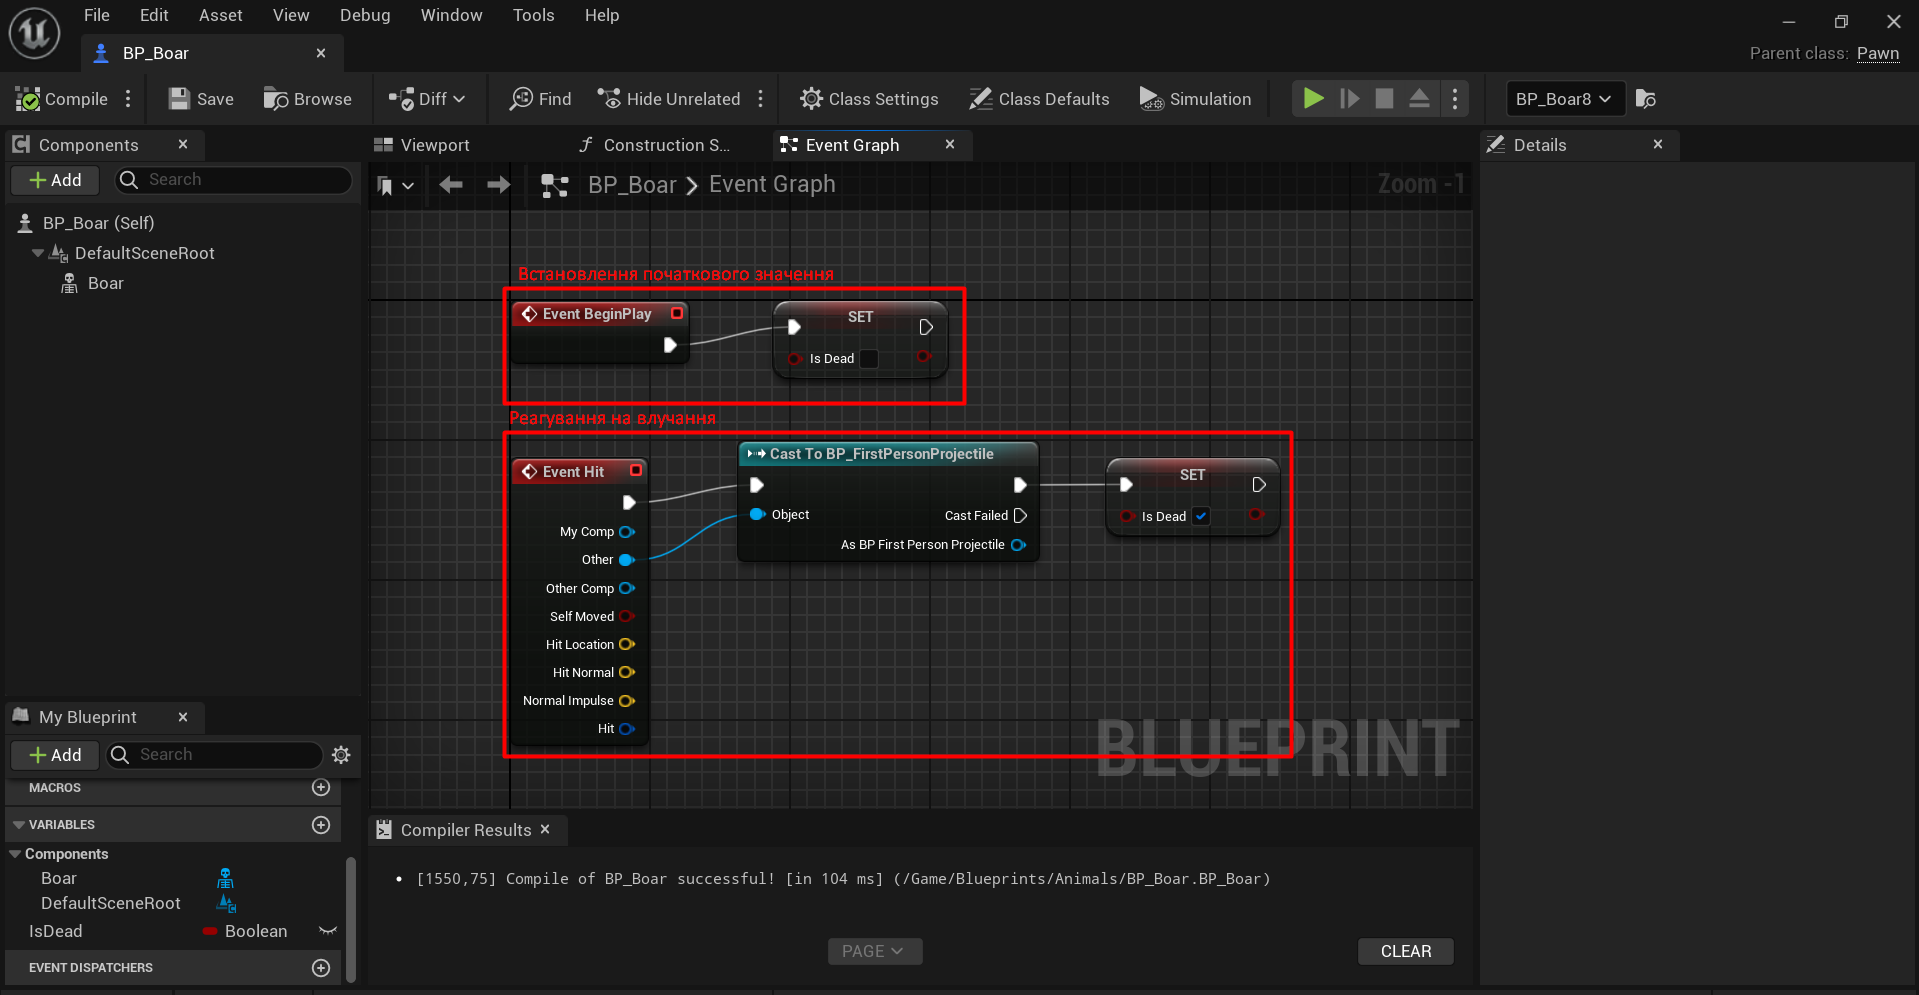 File Edit Asset View Debug Window Tools Help
BP_Boar
Parent class: Pawn
Compile Save Browse Diff Find Hide Unrelated Class Settings Class Defaults Simulation BP_Boar8
Components
Viewport
Construction S...
Event Graph
Details
Add Search
BP_Boar > Event Graph
Zoom -1
BP_Boar (Self)
DefaultSceneRoot
Boar
Встановлення початкового значення
Event BeginPlay
SET
Is Dead
Реагування на влучання
Event Hit
My Comp
Other
Other Comp
Self Moved
Hit Location
Hit Normal
Normal Impulse
Hit
Cast To BP_FirstPersonProjectile
Object
Cast Failed
As BP First Person Projectile
SET
Is Dead
BLUEPRINT
My Blueprint
Add Search
MACROS
VARIABLES
Components
Boar
DefaultSceneRoot
IsDead Boolean
EVENT DISPATCHERS
Compiler Results
• [1550,75] Compile of BP_Boar successful! [in 104 ms] (/Game/Blueprints/Animals/BP_Boar.BP_Boar)
PAGE
CLEAR